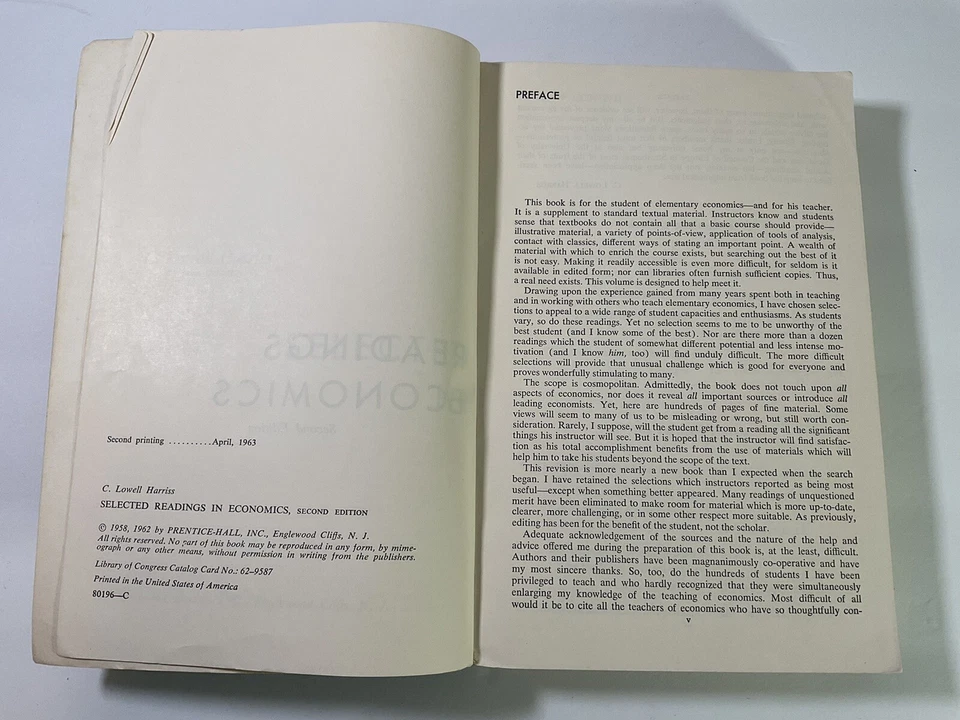 Second printing ..........April, 1963
C. Lowell Harriss
SELECTED READINGS IN ECONOMICS, SECOND EDITION
© 1958, 1962 by PRENTICE-HALL, INC., Englewood Cliffs, N. J.
All rights reserved. No part of this book may be reproduced in any form, by mime-
ograph or any other means, without permission in writing from the publishers.
Library of Congress Catalog Card No.: 62-9587
Printed in the United States of America
80196—C
PREFACE
This book is for the student of elementary economics—and for his teacher.
It is a supplement to standard textual material. Instructors know and students
sense that textbooks do not contain all that a basic course should provide—
illustrative material, a variety of points-of-view, application of tools of analysis,
contact with classics, different ways of stating an important point. A wealth of
material with which to enrich the course exists, but searching out the best of it
is not easy. Making it readily accessible is even more difficult, for seldom is it
available in edited form; nor can libraries often furnish sufficient copies. Thus,
a real need exists. This volume is designed to help meet it.
Drawing upon the experience gained from many years spent both in teaching
and in working with others who teach elementary economics, I have chosen selec-
tions to appeal to a wide range of student capacities and enthusiasms. As students
vary, so do these readings. Yet no selection seems to me to be unworthy of the
best student (and I know some of the best). Nor are there more than a dozen
readings which the student of somewhat different potential and less intense mo-
tivation (and I know him, too) will find unduly difficult. The more difficult
selections will provide that unusual challenge which is good for everyone and
proves wonderfully stimulating to many.
The scope is cosmopolitan. Admittedly, the book does not touch upon all
aspects of economics, nor does it reveal all important sources or introduce all
leading economists. Yet, here are hundreds of pages of fine material. Some
views will seem to many of us to be misleading or wrong, but still worth con-
sideration. Rarely, I suppose, will the student get from a reading all the significant
things his instructor will see. But it is hoped that the instructor will find satisfac-
tion as his total accomplishment benefits from the use of materials which will
help him to take his students beyond the scope of the text.
This revision is more nearly a new book than I expected when the search
began. I have retained the selections which instructors reported as being most
useful—except when something better appeared. Many readings of unquestioned
merit have been eliminated to make room for material which is more up-to-date,
clearer, more challenging, or in some other respect more suitable. As previously,
editing has been for the benefit of the student, not the scholar.
Adequate acknowledgement of the sources and the nature of the help and
advice offered me during the preparation of this book is, at the least, difficult.
Authors and their publishers have been magnanimously co-operative and have
my most sincere thanks. So, too, do the hundreds of students I have been
privileged to teach and who hardly recognized that they were simultaneously
enlarging my knowledge of the teaching of economics. Most difficult of all
would it be to cite all the teachers of economics who have so thoughtfully con-
v